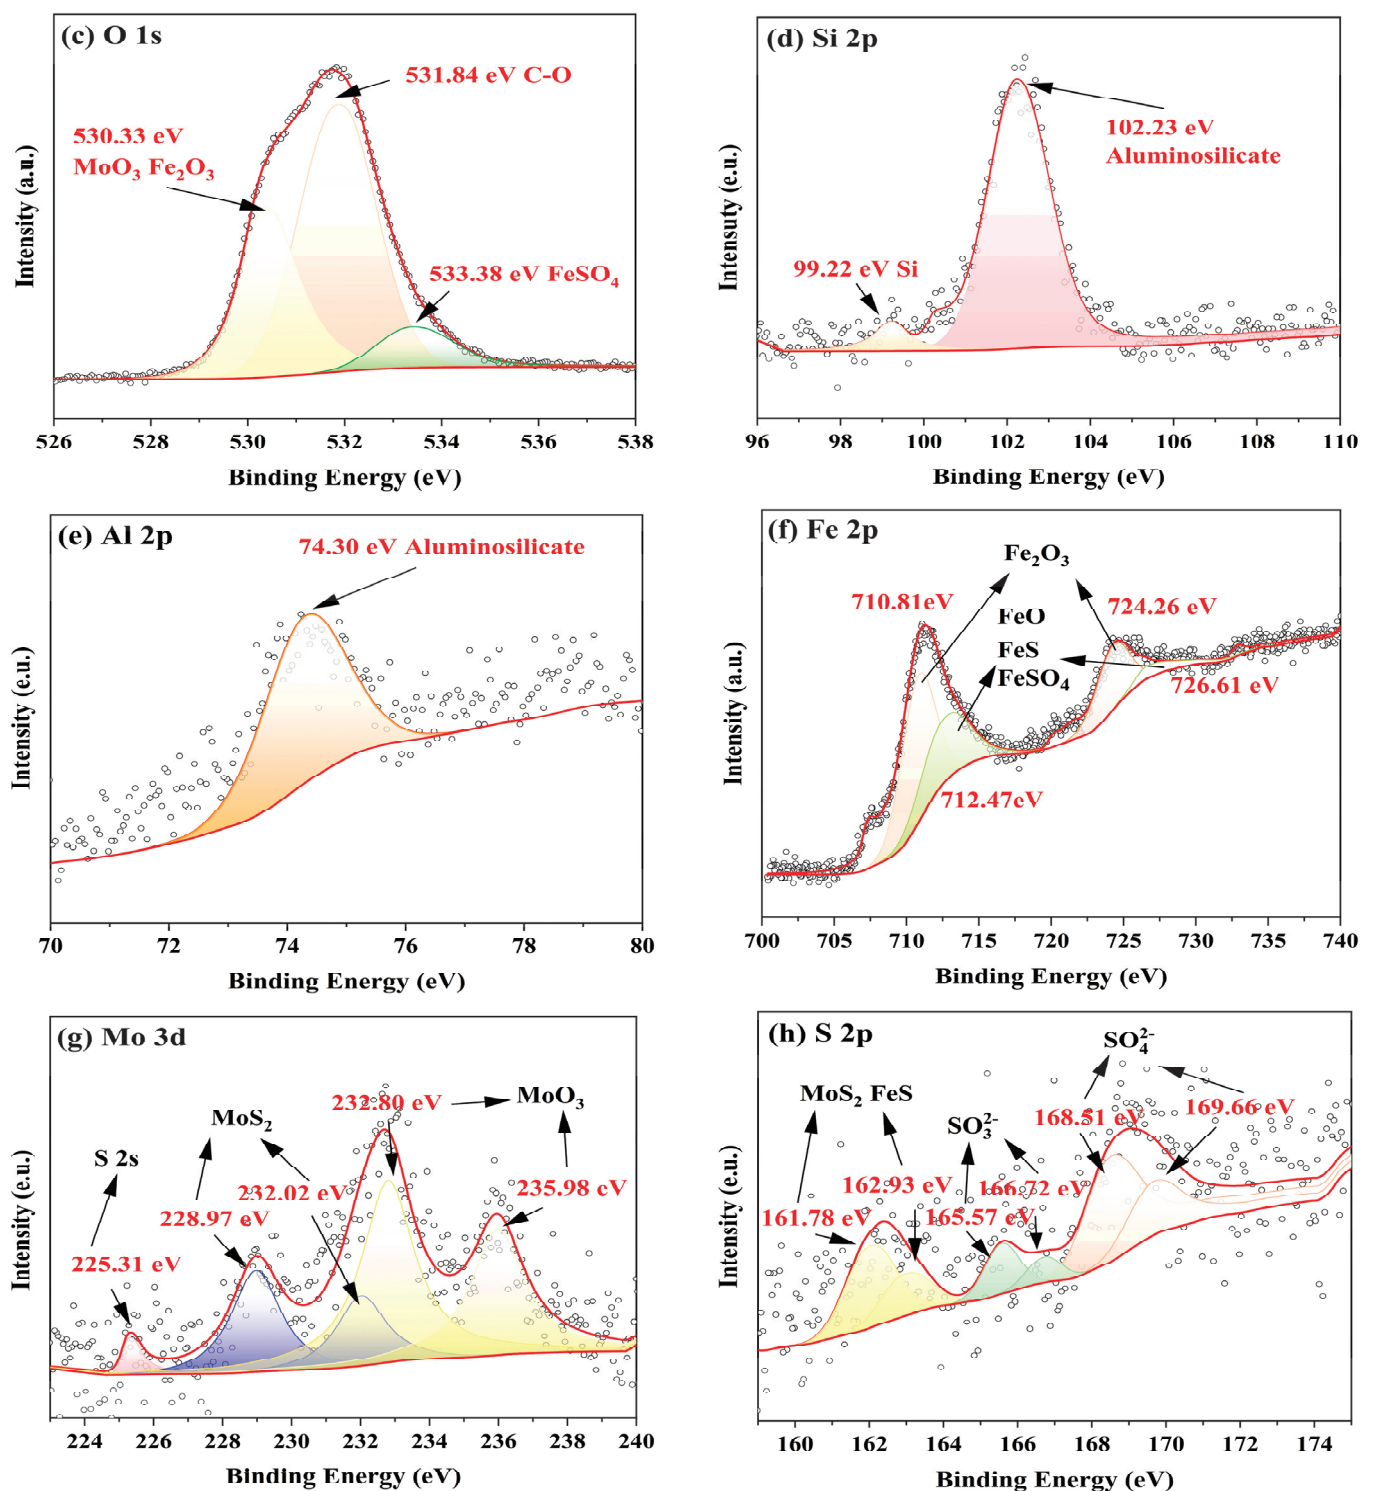 (c) O 1s
531.84 eV C-O
530.33 eV
MoO₃ Fe₂O₃
533.38 eV FeSO₄
Intensity (a.u.)
526 528 530 532 534 536 538
Binding Energy (eV)
(d) Si 2p
102.23 eV
Aluminosilicate
99.22 eV Si
Intensuty (e.u.)
96 98 100 102 104 106 108 110
Binding Energy (eV)
(e) Al 2p
74.30 eV Aluminosilicate
Intensity (e.u.)
70 72 74 76 78 80
Binding Energy (eV)
(f) Fe 2p
Fe₂O₃
710.81eV
724.26 eV
FeO
FeS
FeSO₄
726.61 eV
712.47eV
Intensity (a.u.)
700 705 710 715 720 725 730 735 740
Binding Energy (eV)
(g) Mo 3d
232.80 eV
MoO₃
MoS₂
S 2s
232.02 eV
235.98 eV
228.97 eV
225.31 eV
Intensity (e.u.)
224 226 228 230 232 234 236 238 240
Binding Energy (eV)
(h) S 2p
SO₄²⁻
MoS₂ FeS
168.51 eV
169.66 eV
SO₃²⁻
162.93 eV
166.72 eV
161.78 eV
165.57 eV
Intensity (e.u.)
160 162 164 166 168 170 172 174
Binding Energy (eV)